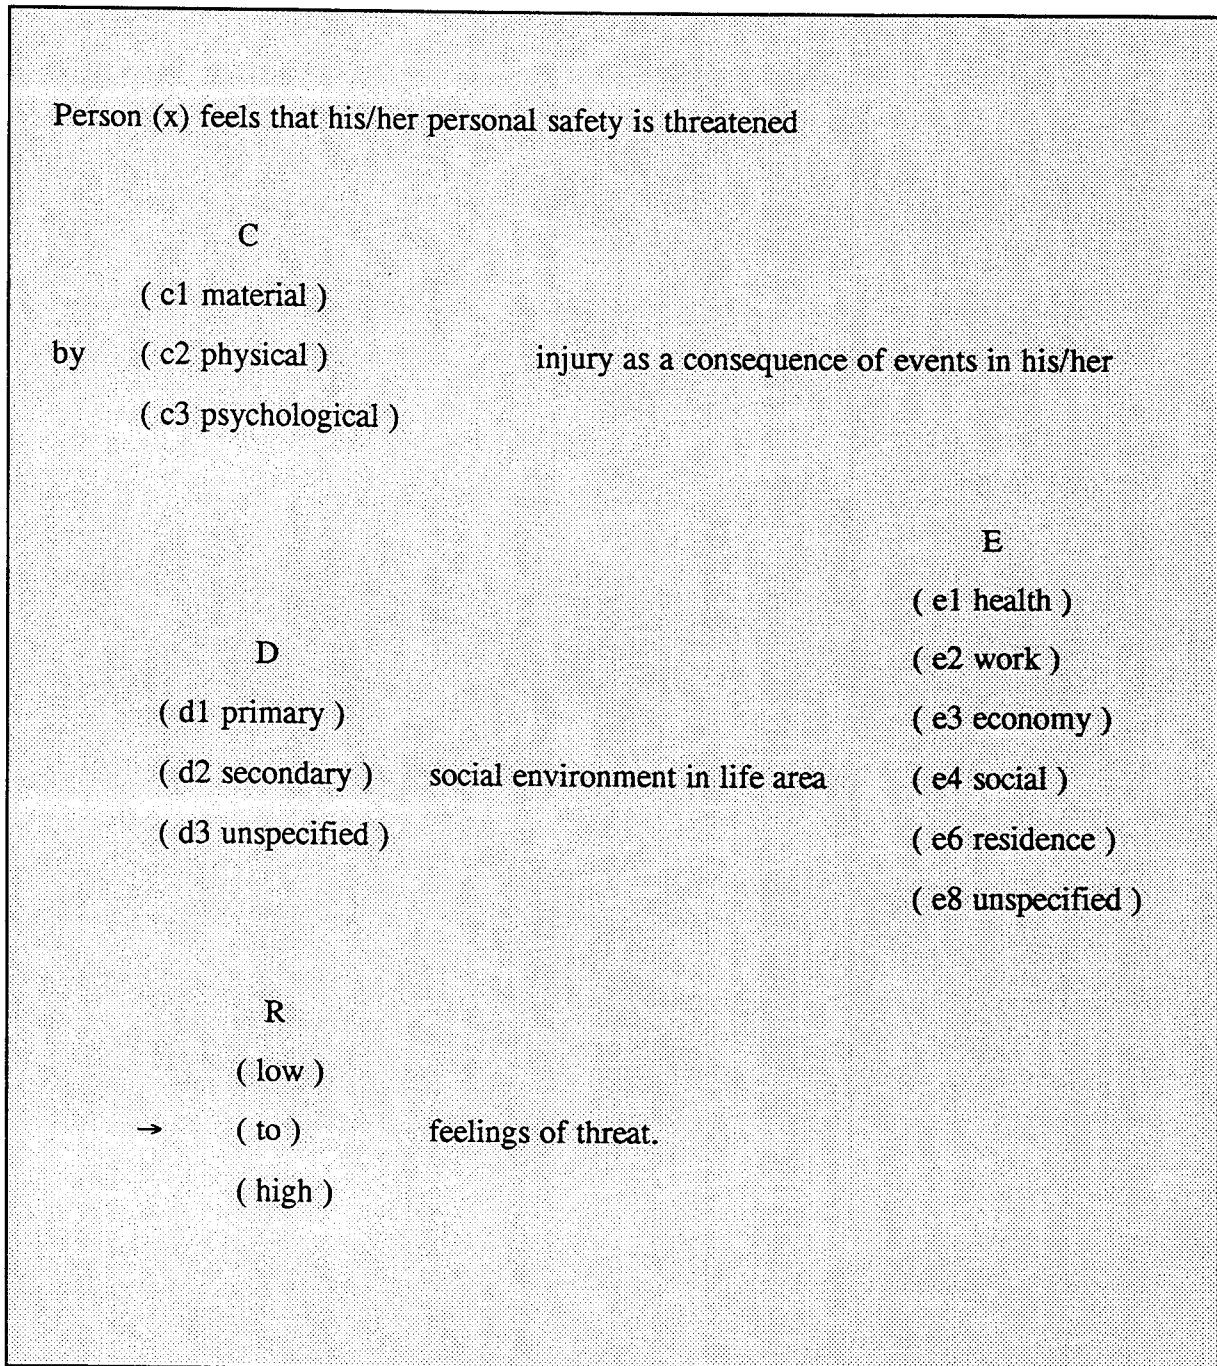 Person (x) feels that his/her personal safety is threatened
C
( c1 material )
by ( c2 physical ) injury as a consequence of events in his/her
( c3 psychological )
E
( e1 health )
D
( e2 work )
( d1 primary )
( e3 economy )
( d2 secondary ) social environment in life area ( e4 social )
( d3 unspecified )
( e6 residence )
( e8 unspecified )
R
( low )
→ ( to ) feelings of threat.
( high )